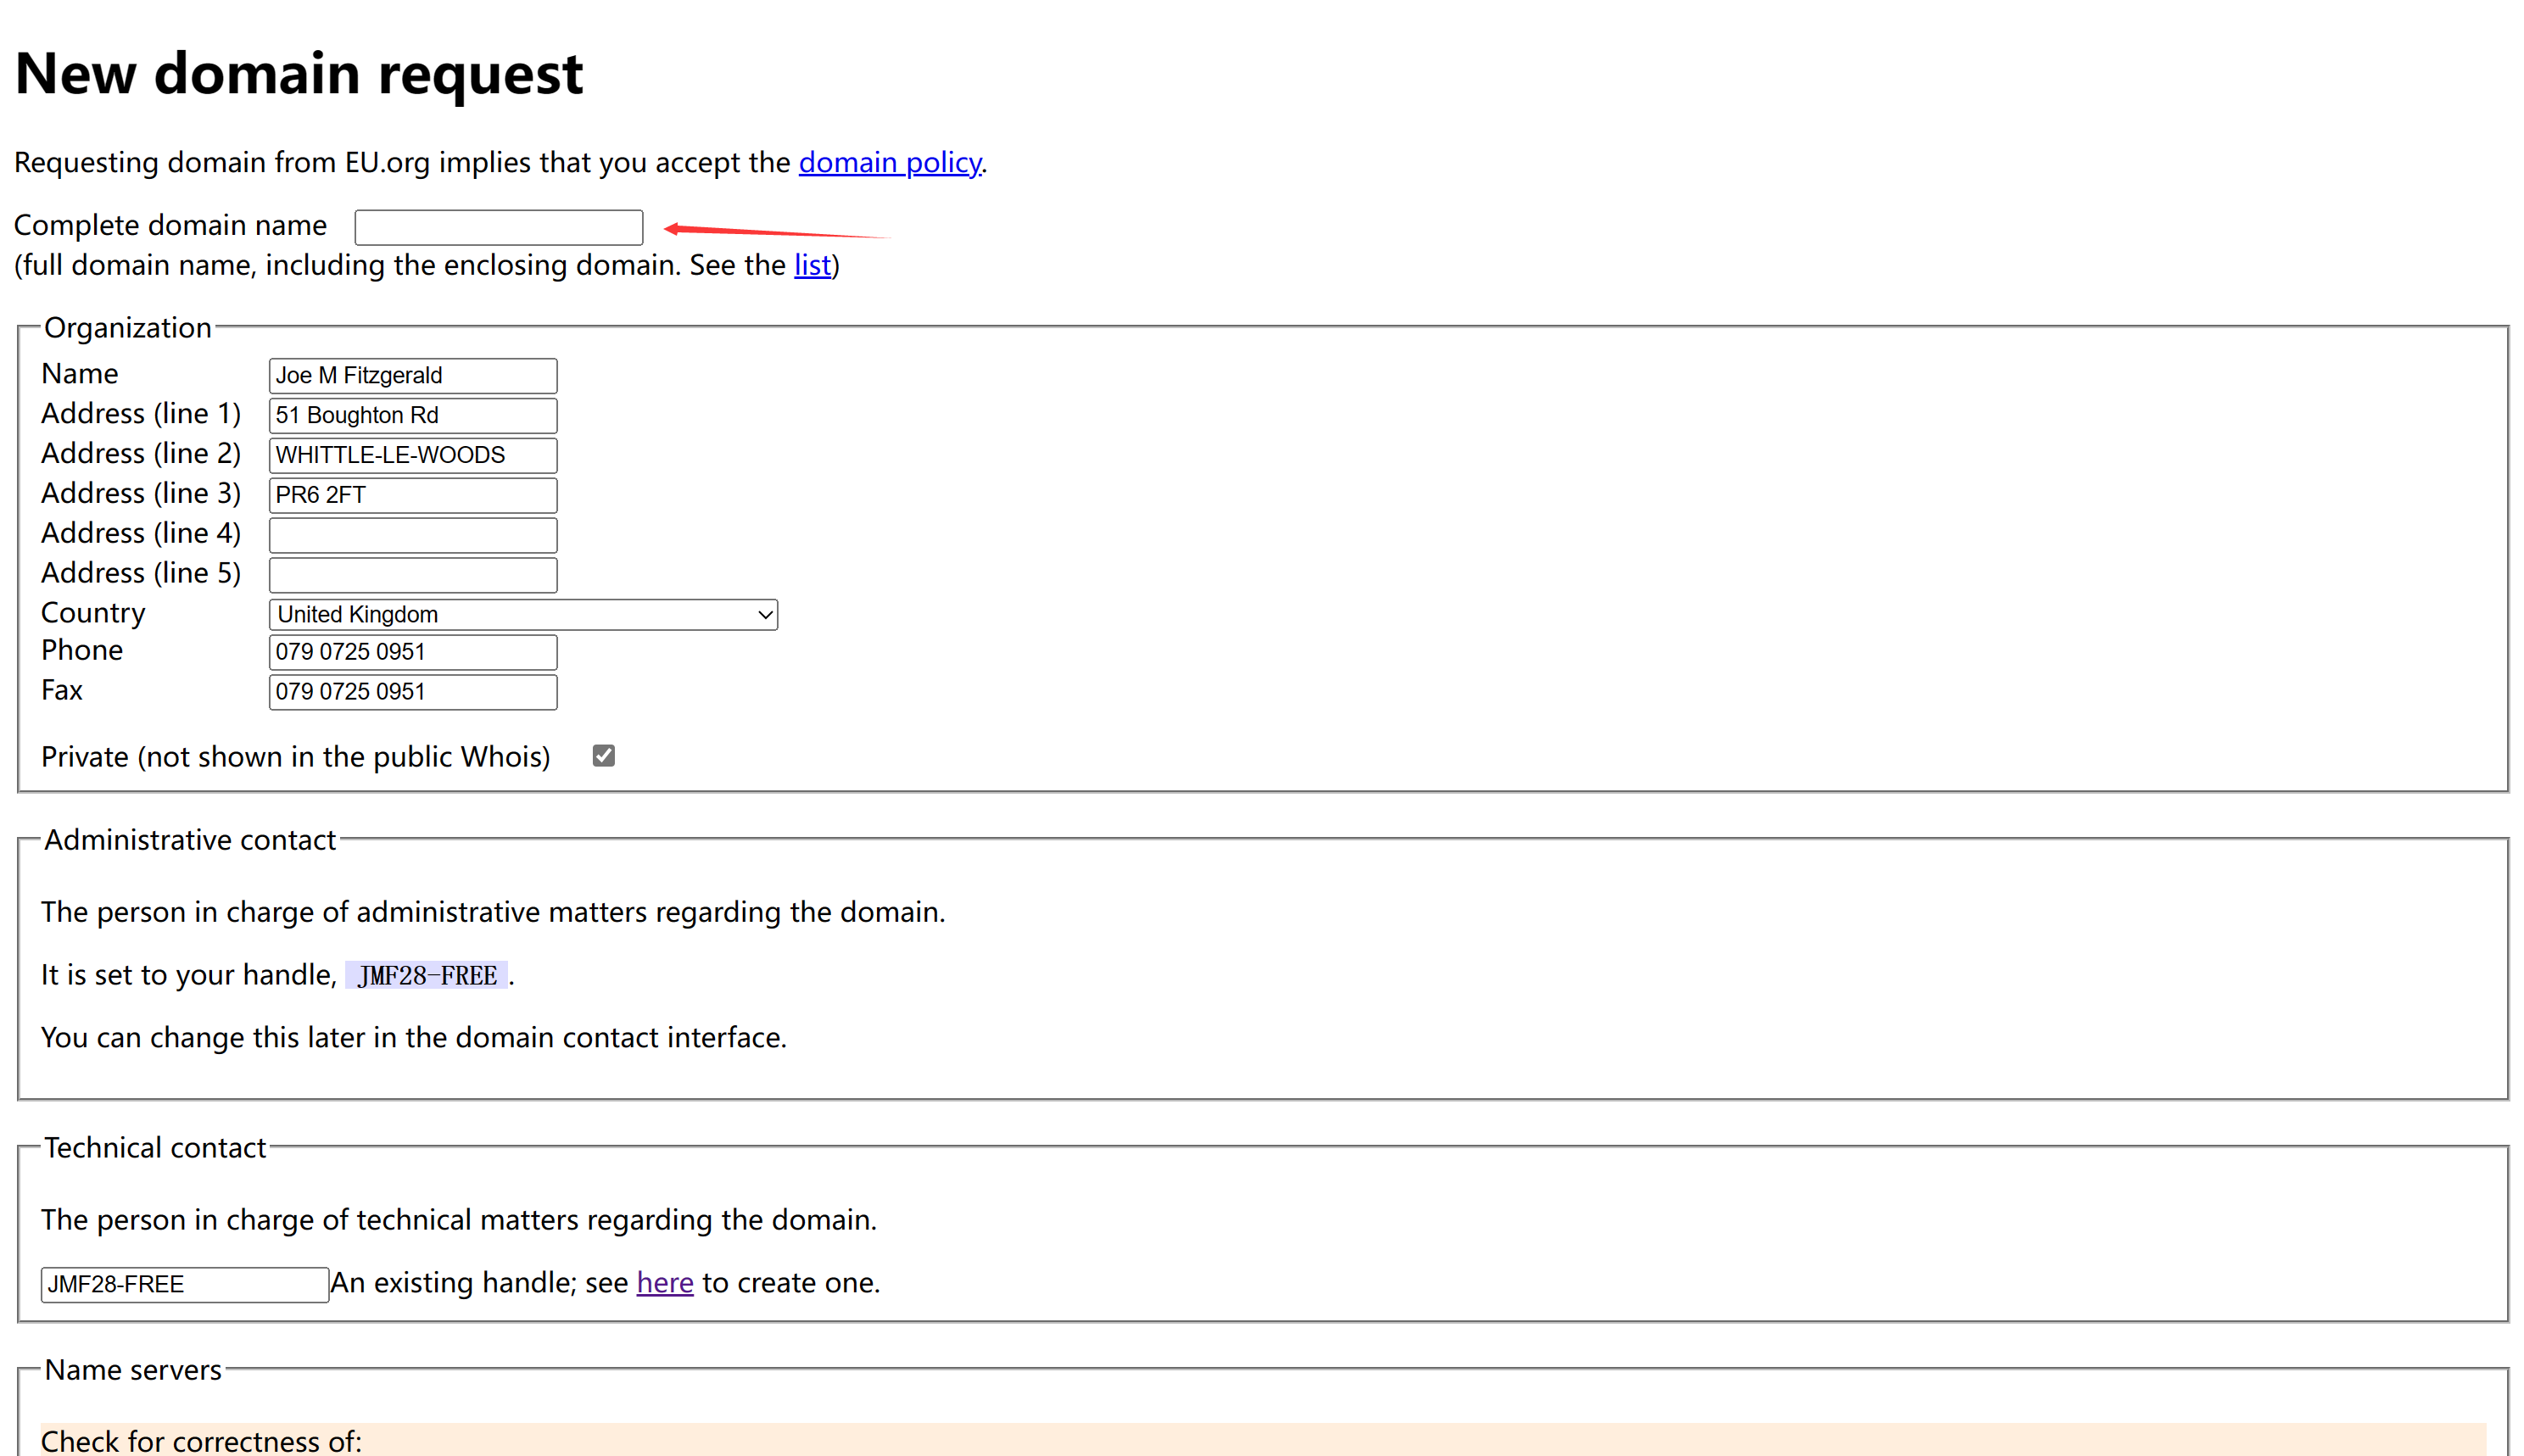 New domain request
Requesting domain from EU.org implies that you accept the domain policy.
Complete domain name
(full domain name, including the enclosing domain. See the list)
Organization
Name Joe M Fitzgerald
Address (line 1) 51 Boughton Rd
Address (line 2) WHITTLE-LE-WOODS
Address (line 3) PR6 2FT
Address (line 4)
Address (line 5)
Country United Kingdom
Phone 079 0725 0951
Fax 079 0725 0951
Private (not shown in the public Whois)
Administrative contact
The person in charge of administrative matters regarding the domain.
It is set to your handle, JMF28-FREE.
You can change this later in the domain contact interface.
Technical contact
The person in charge of technical matters regarding the domain.
JMF28-FREE An existing handle; see here to create one.
Name servers
Check for correctness of: